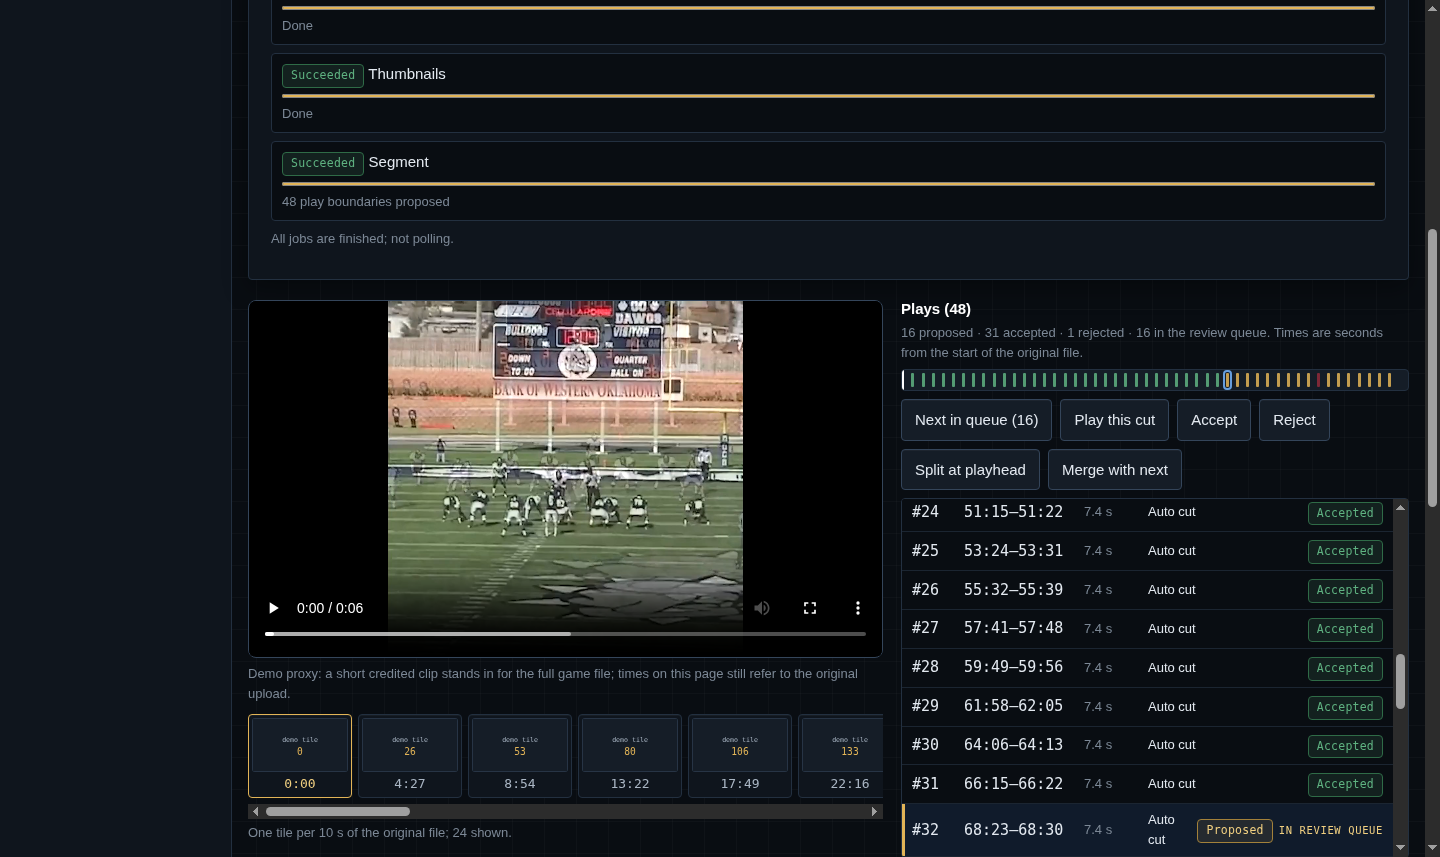 Done
Succeeded Thumbnails
Done
Succeeded Segment
48 play boundaries proposed
All jobs are finished; not polling.
DAWGS
BULLDOGS
VISITOR
12:04
DOWN
QUARTER
TO GO
BALL ON
BANK OF WESTERN OKLAHOMA
0:00 / 0:06
Demo proxy: a short credited clip stands in for the full game file; times on this page still refer to the original
upload.
demo tile
0
0:00
demo tile
26
4:27
demo tile
53
8:54
demo tile
80
13:22
demo tile
106
17:49
demo tile
133
22:16
One tile per 10 s of the original file; 24 shown.
Plays (48)
16 proposed · 31 accepted · 1 rejected · 16 in the review queue. Times are seconds
from the start of the original file.
Next in queue (16)
Play this cut
Accept
Reject
Split at playhead
Merge with next
#24 51:15–51:22 7.4 s Auto cut Accepted
#25 53:24–53:31 7.4 s Auto cut Accepted
#26 55:32–55:39 7.4 s Auto cut Accepted
#27 57:41–57:48 7.4 s Auto cut Accepted
#28 59:49–59:56 7.4 s Auto cut Accepted
#29 61:58–62:05 7.4 s Auto cut Accepted
#30 64:06–64:13 7.4 s Auto cut Accepted
#31 66:15–66:22 7.4 s Auto cut Accepted
#32 68:23–68:30 7.4 s Auto cut Proposed IN REVIEW QUEUE